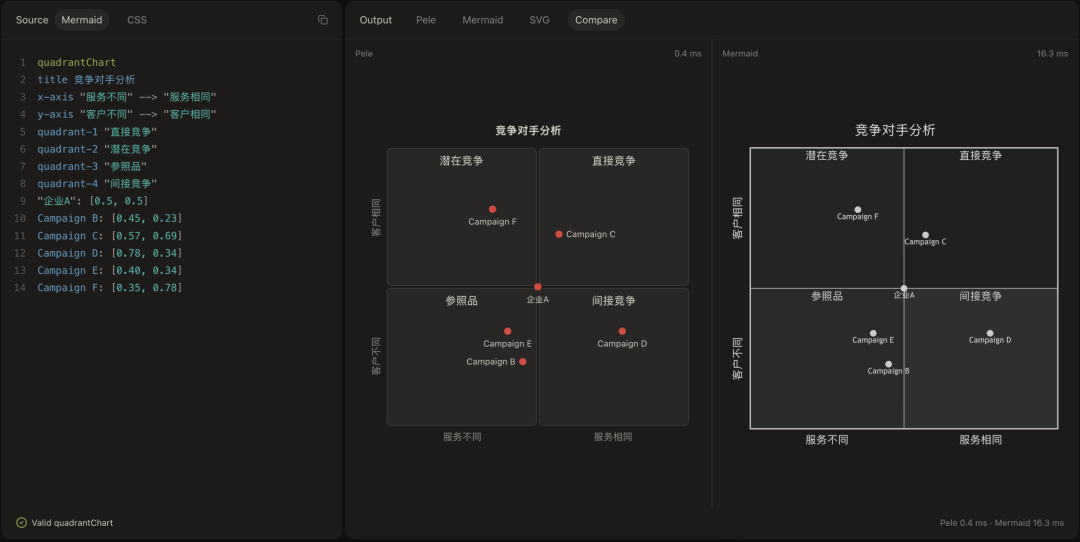 Source Mermaid CSS
Output Pele Mermaid SVG Compare
1 quadrantChart
2 title 竞争对手分析
3 x-axis "服务不同" --> "服务相同"
4 y-axis "客户不同" --> "客户相同"
5 quadrant-1 "直接竞争"
6 quadrant-2 "潜在竞争"
7 quadrant-3 "参照品"
8 quadrant-4 "间接竞争"
9 "企业A": [0.5, 0.5]
10 Campaign B: [0.45, 0.23]
11 Campaign C: [0.57, 0.69]
12 Campaign D: [0.78, 0.34]
13 Campaign E: [0.40, 0.34]
14 Campaign F: [0.35, 0.78]
Valid quadrantChart
Pele 0.4 ms
竞争对手分析
潜在竞争 直接竞争
客户相同
Campaign F
Campaign C
企业A
参照品 间接竞争
客户不同
Campaign E Campaign D
Campaign B
服务不同 服务相同
Mermaid 16.3 ms
竞争对手分析
潜在竞争 直接竞争
客户相同
Campaign F
Campaign C
企业A
参照品 间接竞争
客户不同
Campaign E Campaign D
Campaign B
服务不同 服务相同
Pele 0.4 ms · Mermaid 16.3 ms